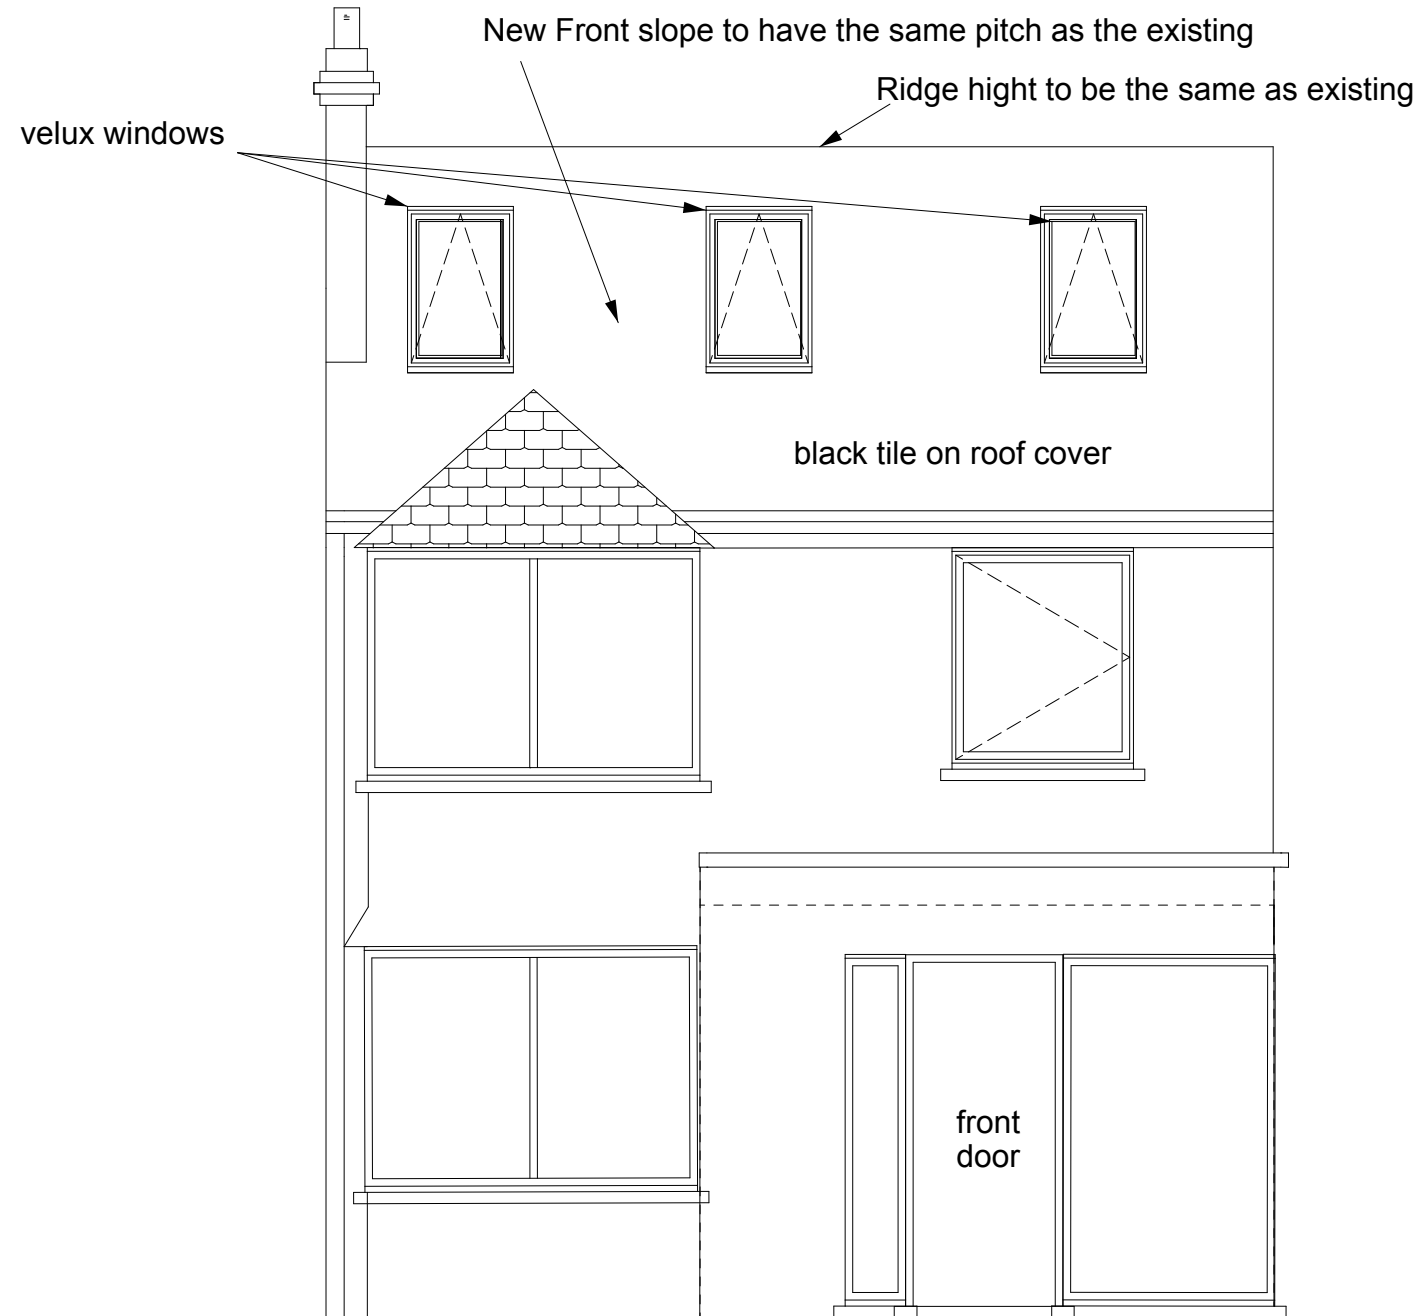 New Front slope to have the same pitch as the existing
Ridge hight to be the same as existing
velux windows
black tile on roof cover
front
door